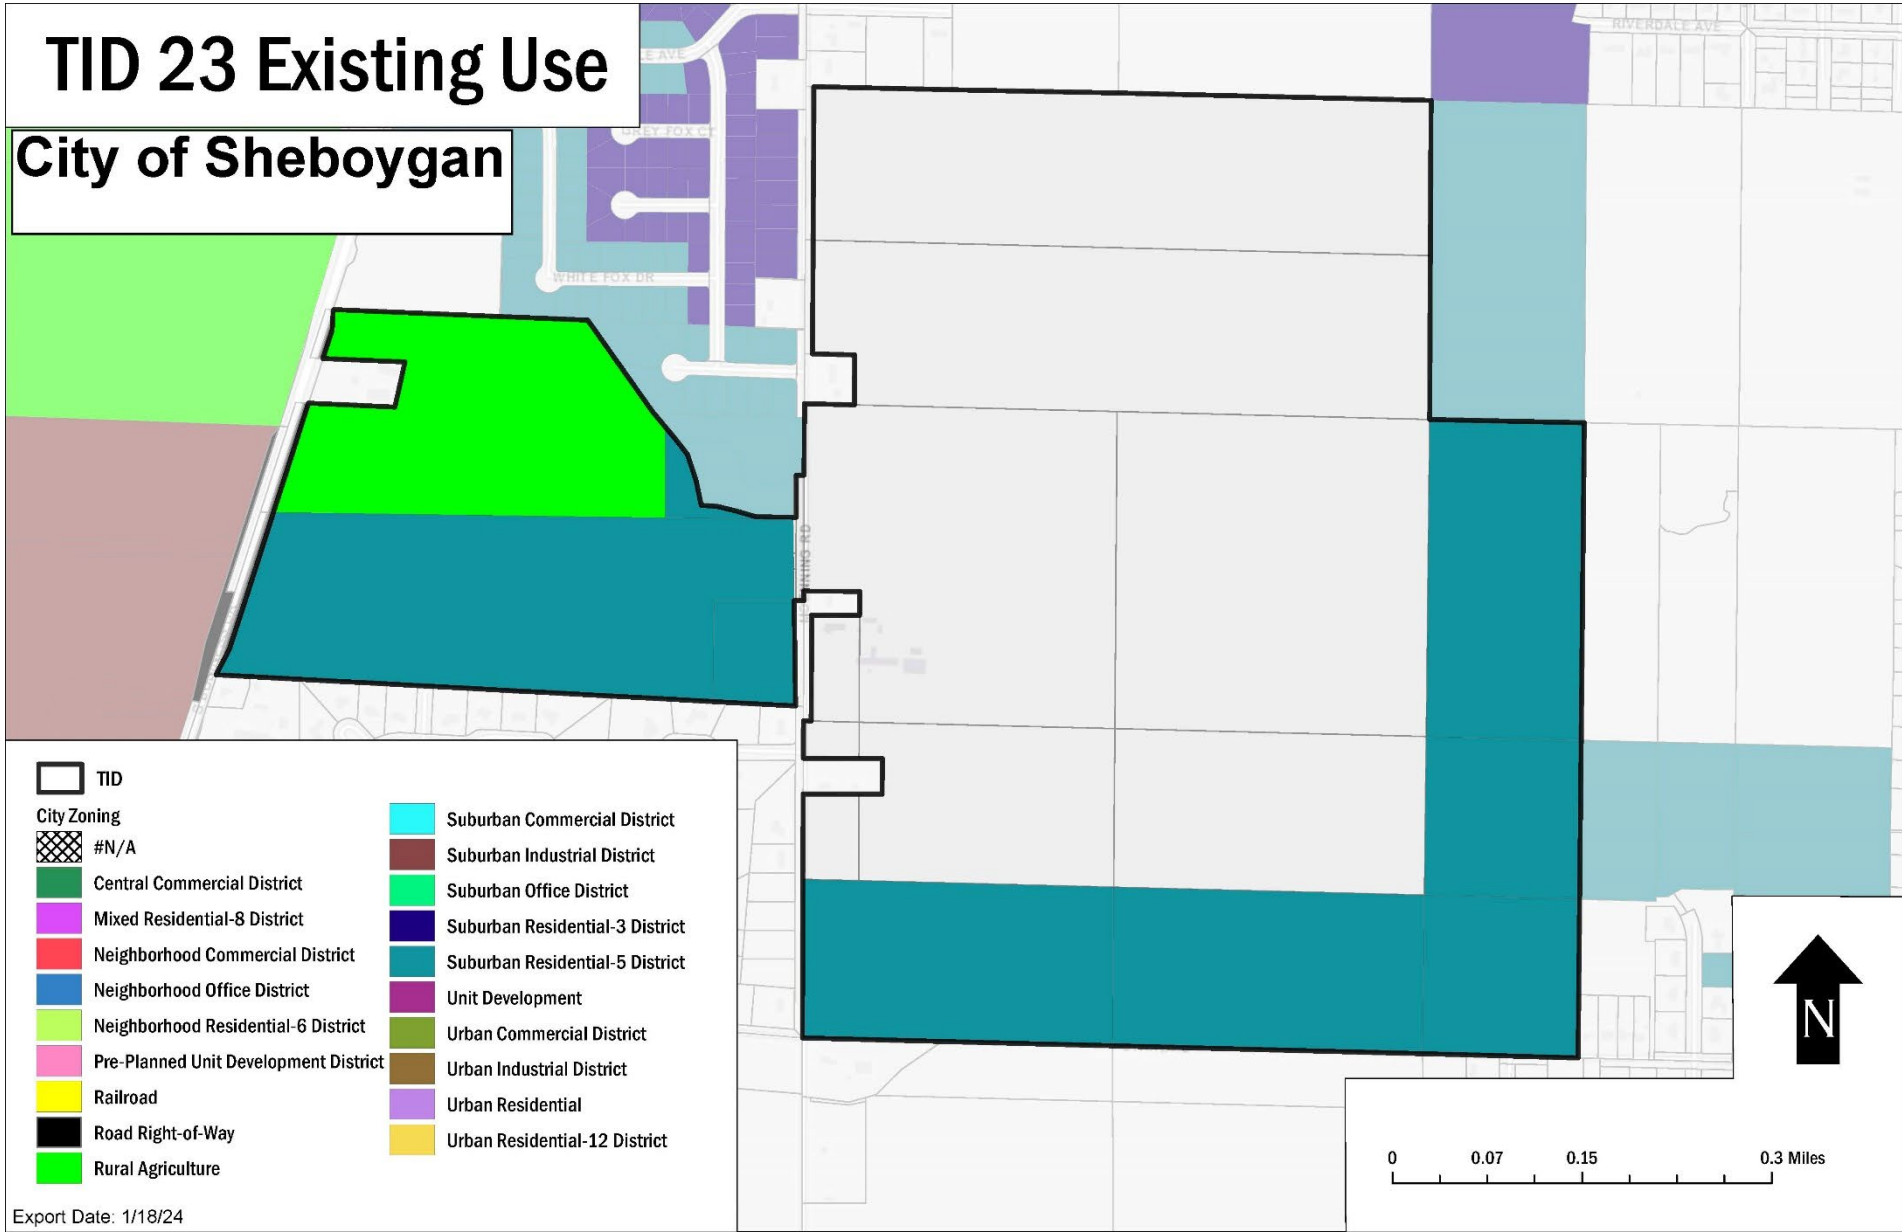 TID 23 Existing Use
City of Sheboygan
RIVERDALE AVE
LE AVE
GREY FOX CT
WHITE FOX DR
NNING RD
TID
City Zoning
#N/A
Central Commercial District
Mixed Residential-8 District
Neighborhood Commercial District
Neighborhood Office District
Neighborhood Residential-6 District
Pre-Planned Unit Development District
Railroad
Road Right-of-Way
Rural Agriculture
Suburban Commercial District
Suburban Industrial District
Suburban Office District
Suburban Residential-3 District
Suburban Residential-5 District
Unit Development
Urban Commercial District
Urban Industrial District
Urban Residential
Urban Residential-12 District
N
0 0.07 0.15 0.3 Miles
Export Date: 1/18/24